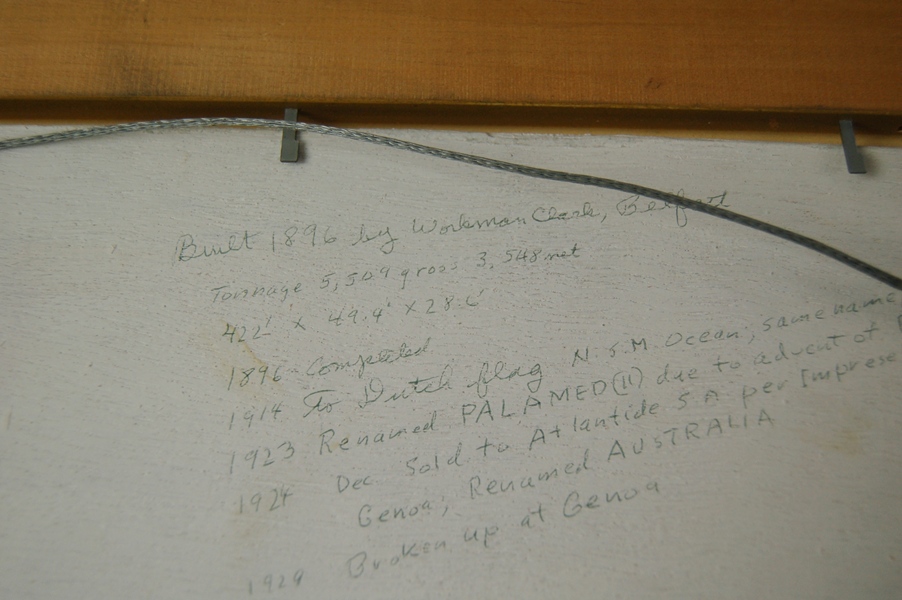 Built 1896 by Workman Clark, Belfast
Tonnage 5,509 gross 3,548 net
422' x 49.4' x 28.6'
1896 Completed
1914 To Dutch flag N.S.M. Ocean, same name
1923 Renamed PALAMED(II) due to advent of
1924 Dec Sold to Atlantide S A per Imprese
Genoa; Renamed AUSTRALIA
1929 Broken up at Genoa